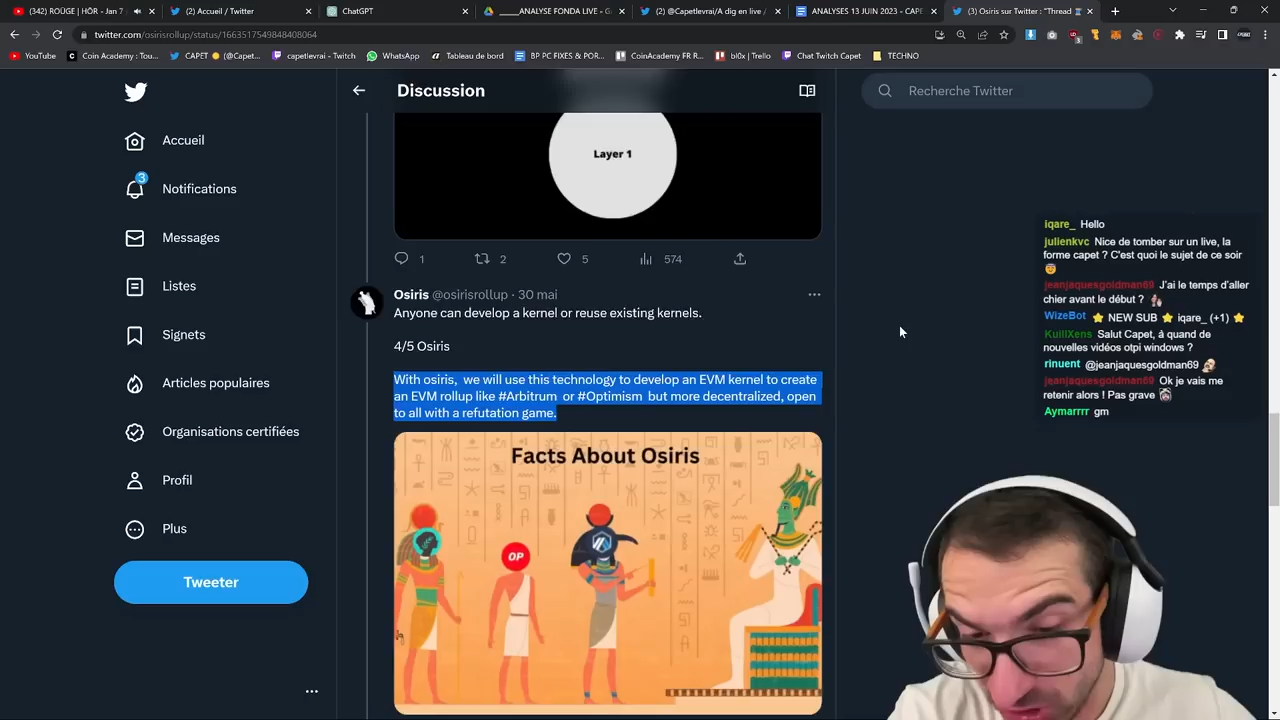 (342) ROUGE | HÖR - Jan 7
(2) Accueil / Twitter
ChatGPT
_____ANALYSE FONDA LIVE - G
(2) @Capetlevrai/A dig en live /
ANALYSES 13 JUIN 2023 - CAPE
(3) Osiris sur Twitter : "Thread
twitter.com/osirisrollup/status/1663517549848408064
YouTube
Coin Academy : Tou...
CAPET (@Capet...
capetlevrai - Twitch
WhatsApp
Tableau de bord
BP PC FIXES & POR...
CoinAcademy FR R...
bl0x | Trello
Chat Twitch Capet
TECHNO
Accueil
3
Notifications
Messages
Listes
Signets
Articles populaires
Organisations certifiées
Profil
Plus
Tweeter
Discussion
Layer 1
1
2
5
574
Osiris @osirisrollup · 30 mai
Anyone can develop a kernel or reuse existing kernels.
4/5 Osiris
With osiris, we will use this technology to develop an EVM kernel to create
an EVM rollup like #Arbitrum or #Optimism but more decentralized, open
to all with a refutation game.
Facts About Osiris
OP
Recherche Twitter
iqare_ Hello
julienkvc Nice de tomber sur un live, la
forme capet ? C'est quoi le sujet de ce soir
jeanjaquesgoldman69 J'ai le temps d'aller
chier avant le début ?
WizeBot NEW SUB iqare_ (+1)
KuillXens Salut Capet, à quand de
nouvelles vidéos otpi windows ?
rinuent @jeanjaquesgoldman69
jeanjaquesgoldman69 Ok je vais me
retenir alors ! Pas grave
Aymarrrr gm